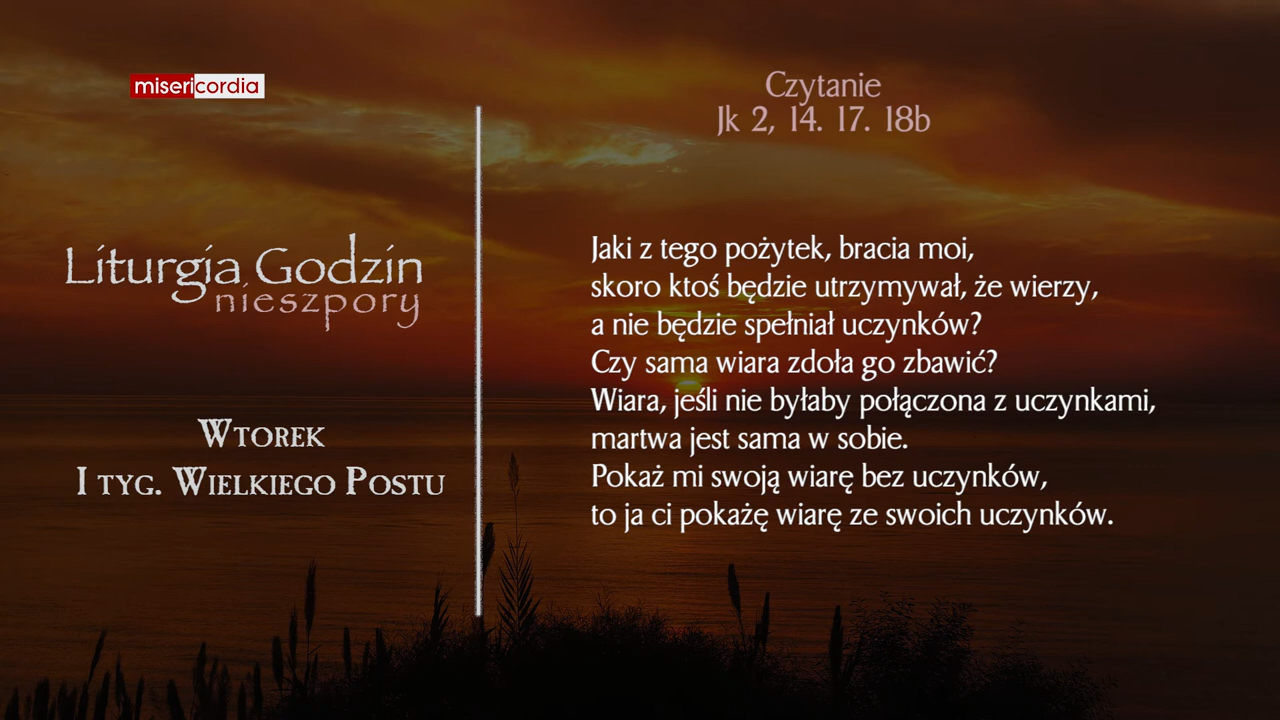 misericordia
Liturgia Godzin
nieszpory
Wtorek
I tyg. Wielkiego Postu
Czytanie
Jk 2, 14. 17. 18b
Jaki z tego pożytek, bracia moi,
skoro ktoś będzie utrzymywał, że wierzy,
a nie będzie spełniał uczynków?
Czy sama wiara zdoła go zbawić?
Wiara, jeśli nie byłaby połączona z uczynkami,
martwa jest sama w sobie.
Pokaż mi swoją wiarę bez uczynków,
to ja ci pokażę wiarę ze swoich uczynków.